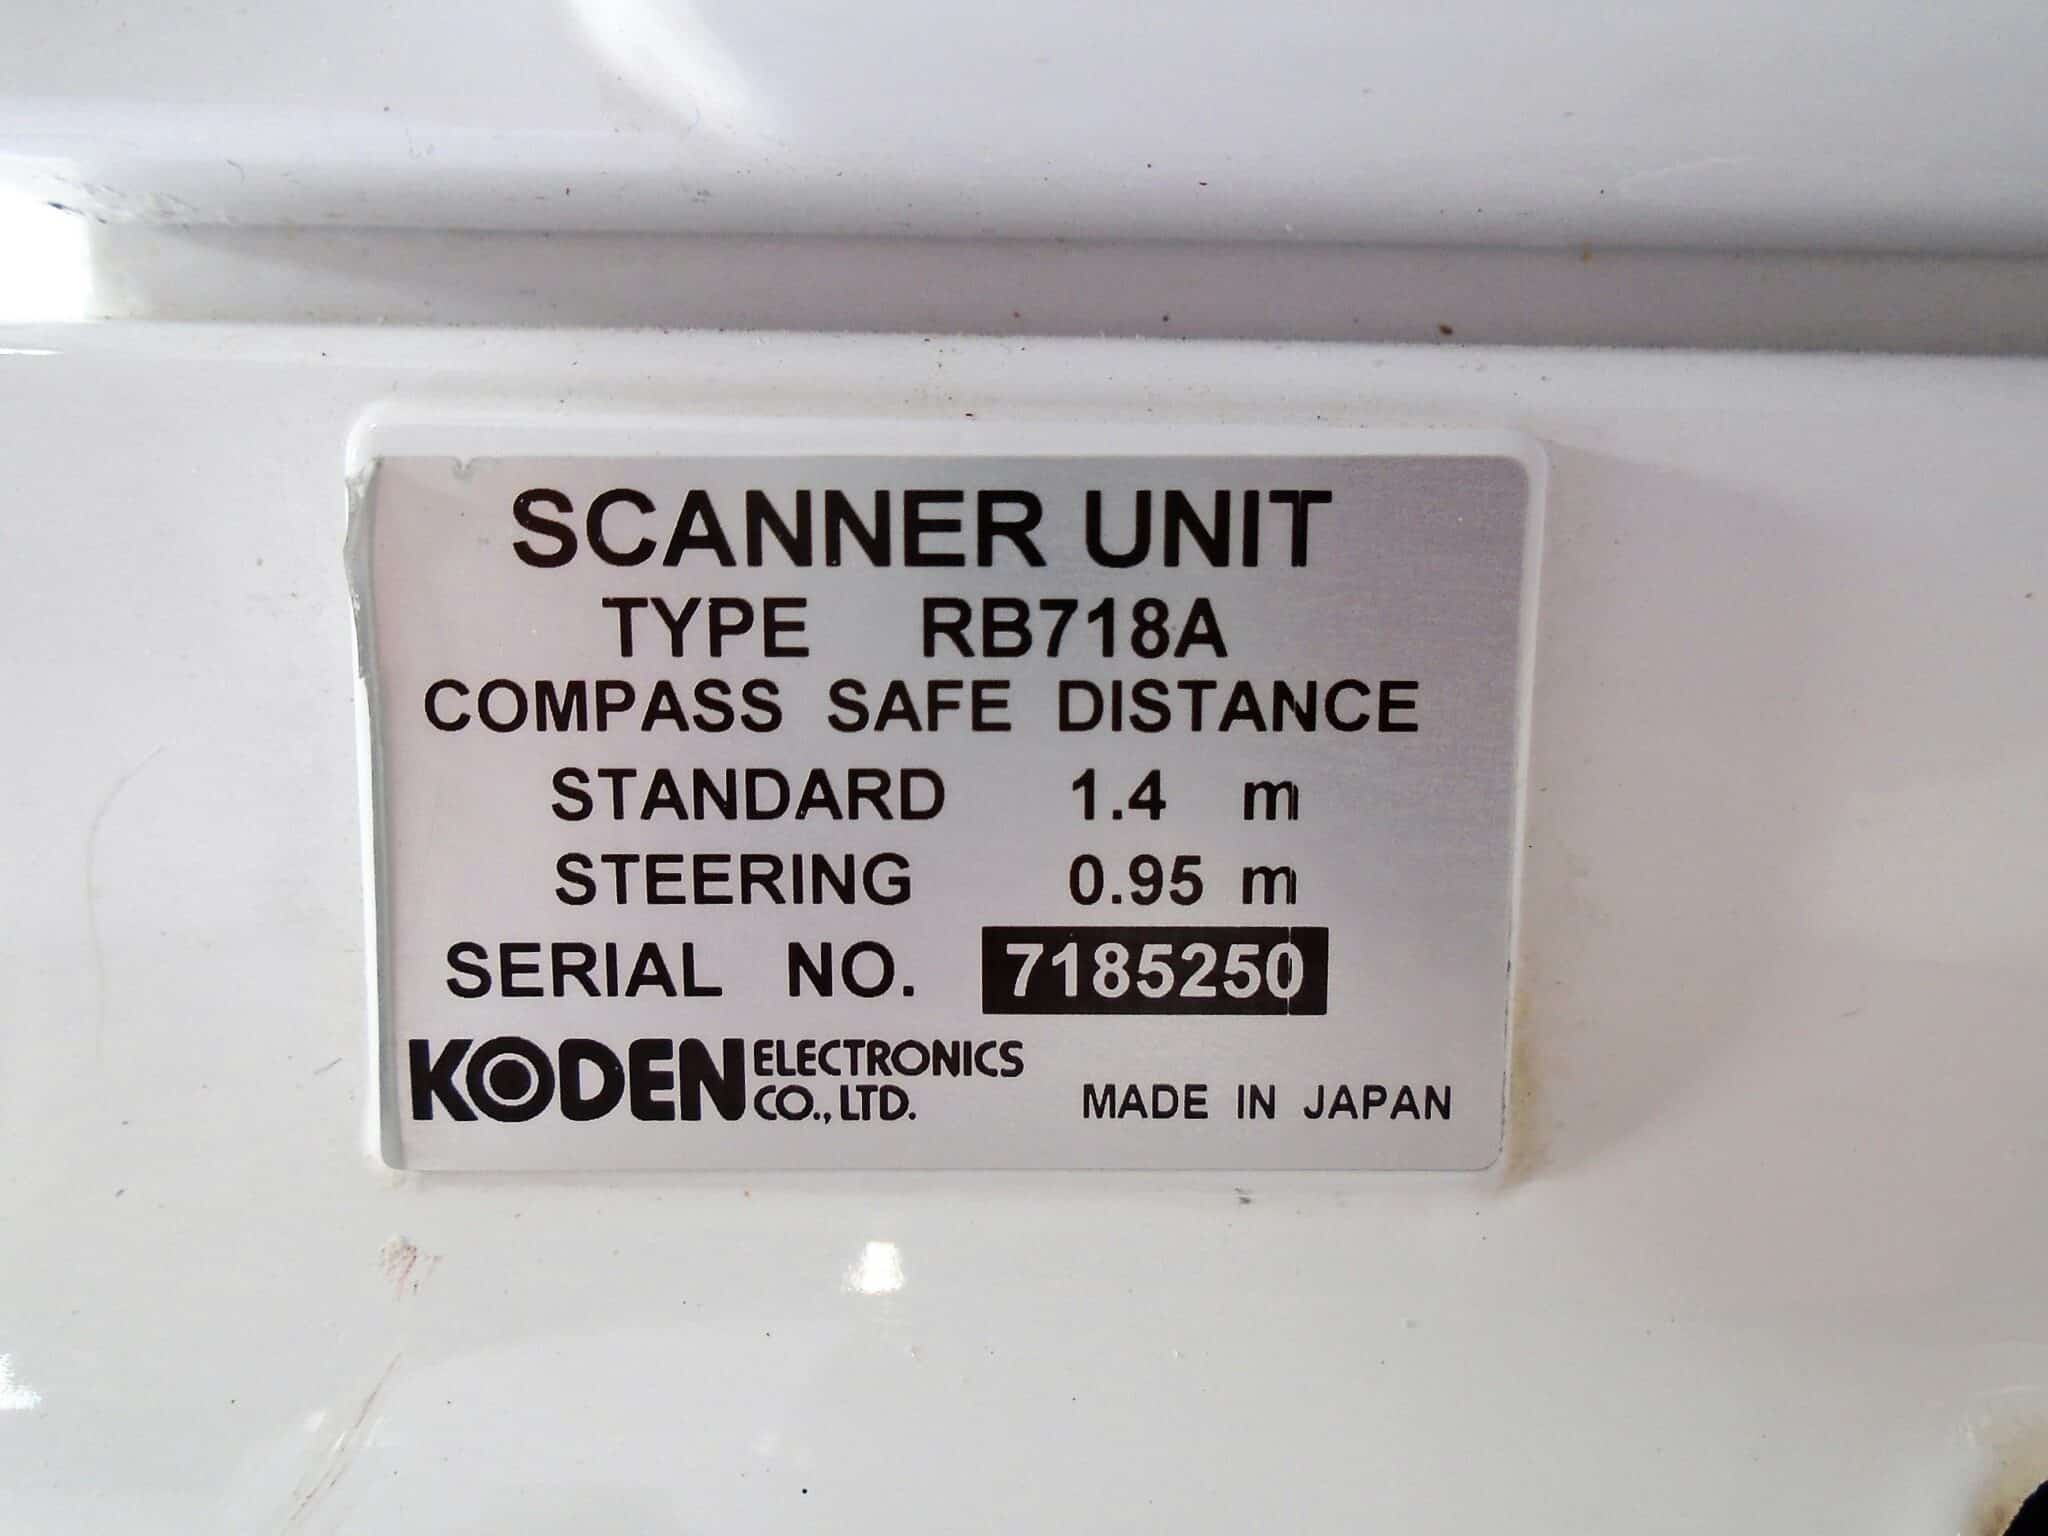 SCANNER UNIT
TYPE RB718A
COMPASS SAFE DISTANCE
STANDARD 1.4 m
STEERING 0.95 m
SERIAL NO. 7185250
KODEN ELECTRONICS
CO., LTD.
MADE IN JAPAN